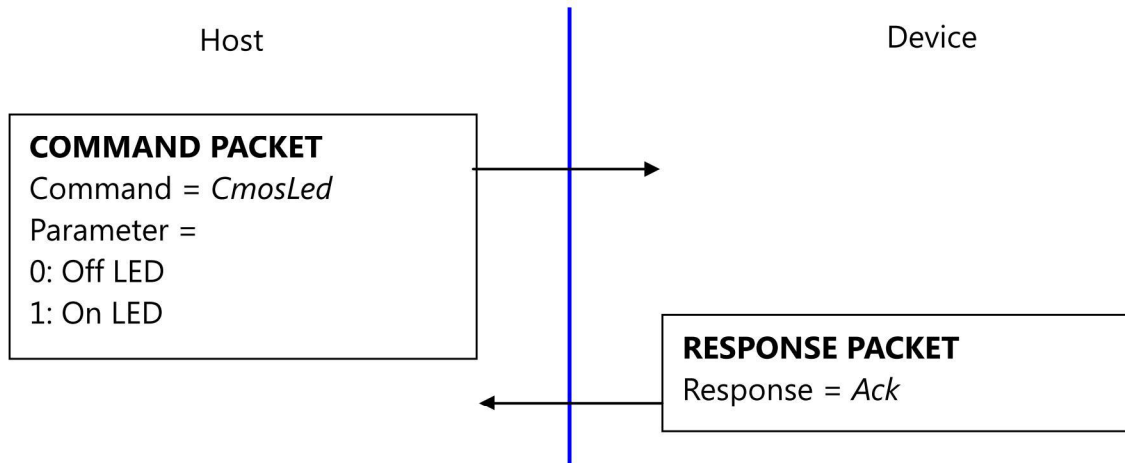 Host
Device
COMMAND PACKET
Command = CmosLed
Parameter =
0: Off LED
1: On LED
RESPONSE PACKET
Response = Ack